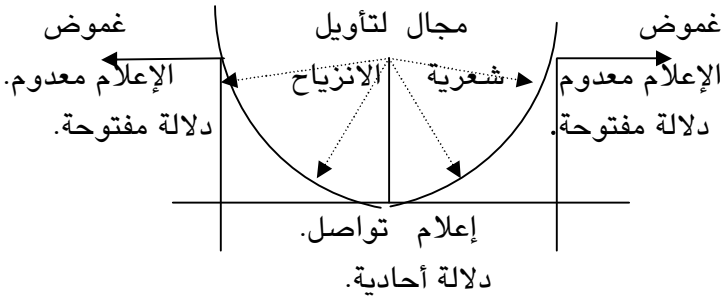 غموض مجال لتأويل غموض
الإعلام معدوم شعرية الانزياح الإعلام معدوم.
دلالة مفتوحة. دلالة مفتوحة.
إعلام تواصل.
دلالة أحادية.